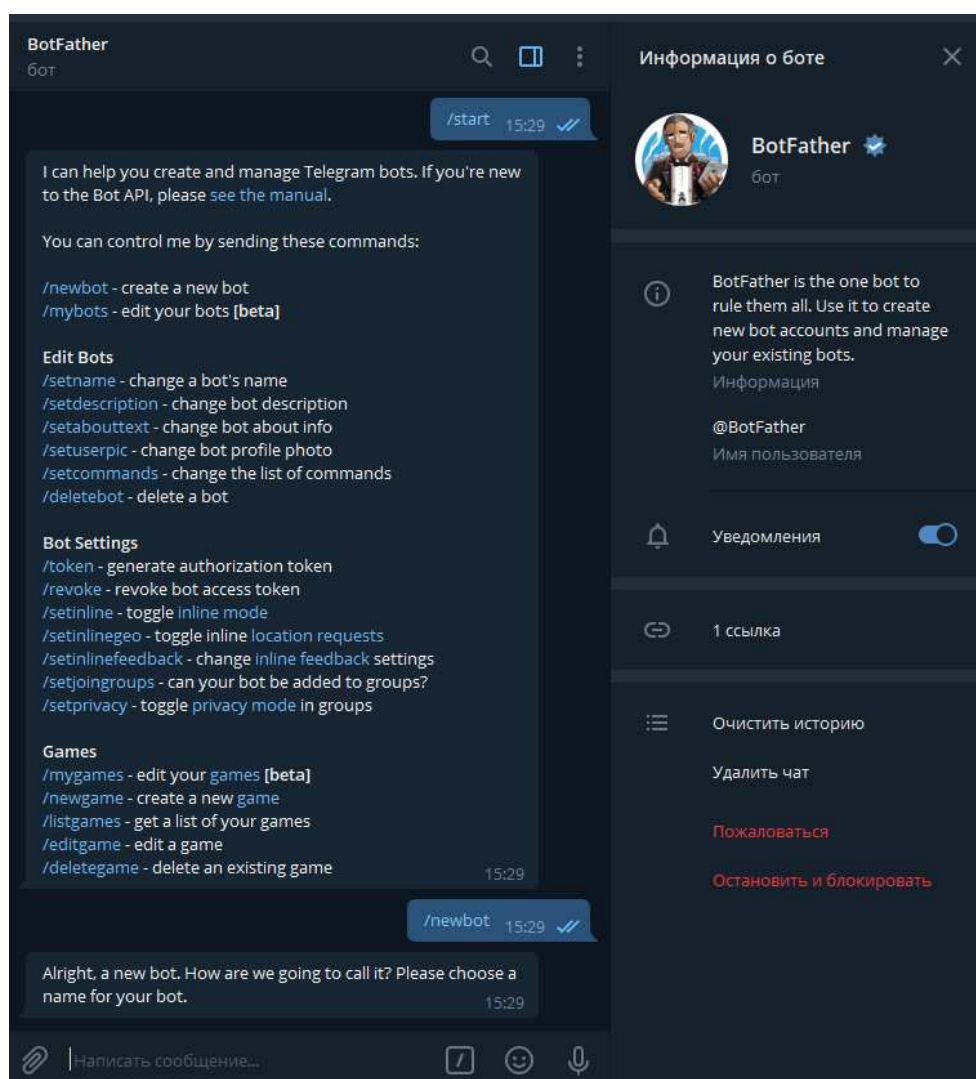 BotFather
бот
/start 15:29
I can help you create and manage Telegram bots. If you're new
to the Bot API, please see the manual.
You can control me by sending these commands:
/newbot - create a new bot
/mybots - edit your bots [beta]
Edit Bots
/setname - change a bot's name
/setdescription - change bot description
/setabouttext - change bot about info
/setuserpic - change bot profile photo
/setcommands - change the list of commands
/deletebot - delete a bot
Bot Settings
/token - generate authorization token
/revoke - revoke bot access token
/setinline - toggle inline mode
/setinlinegeo - toggle inline location requests
/setinlinefeedback - change inline feedback settings
/setjoingroups - can your bot be added to groups?
/setprivacy - toggle privacy mode in groups
Games
/mygames - edit your games [beta]
/newgame - create a new game
/listgames - get a list of your games
/editgame - edit a game
/deletegame - delete an existing game 15:29
/newbot 15:29
Alright, a new bot. How are we going to call it? Please choose a
name for your bot. 15:29
Написать сообщение...
Информация о боте
BotFather
бот
BotFather is the one bot to
rule them all. Use it to create
new bot accounts and manage
your existing bots.
Информация
@BotFather
Имя пользователя
Уведомления
1 ссылка
Очистить историю
Удалить чат
Пожаловаться
Остановить и блокировать